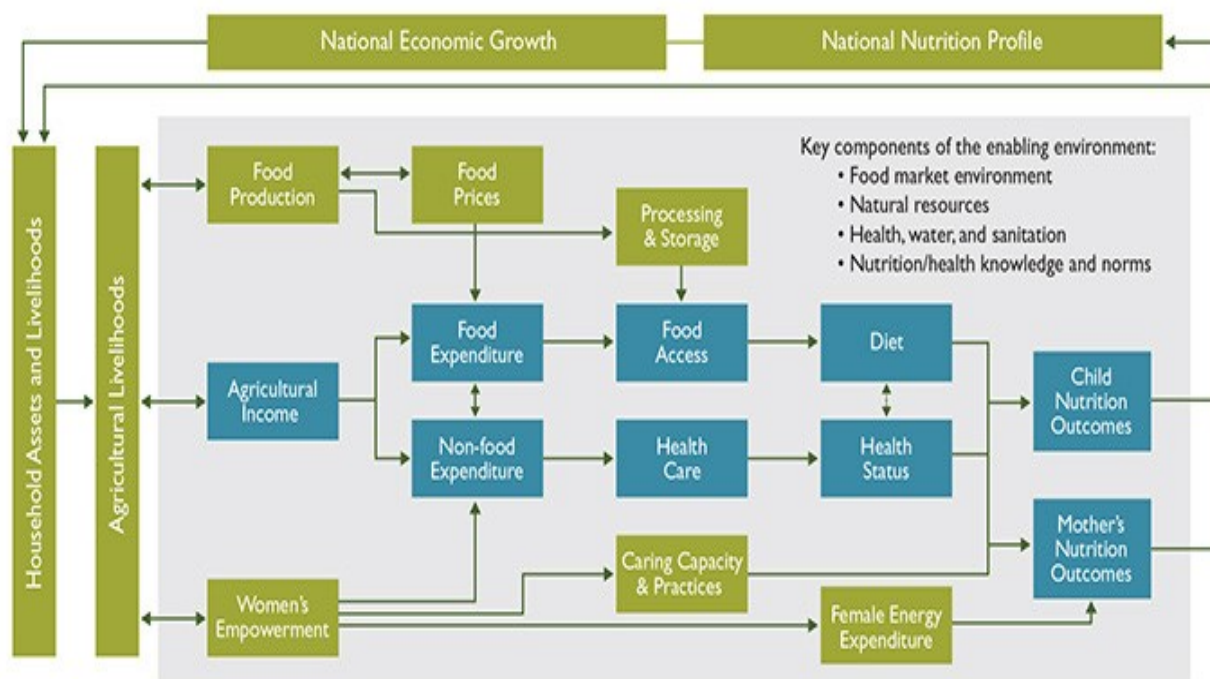 National Economic Growth
National Nutrition Profile
Household Assets and Livelihoods
Agricultural Livelihoods
Key components of the enabling environment:
• Food market environment
• Natural resources
• Health, water, and sanitation
• Nutrition/health knowledge and norms
Food
Production
Food
Prices
Processing
& Storage
Food
Expenditure
Food
Access
Diet
Agricultural
Income
Child
Nutrition
Outcomes
Non-food
Expenditure
Health
Care
Health
Status
Mother's
Nutrition
Outcomes
Women's
Empowerment
Caring Capacity
& Practices
Female Energy
Expenditure